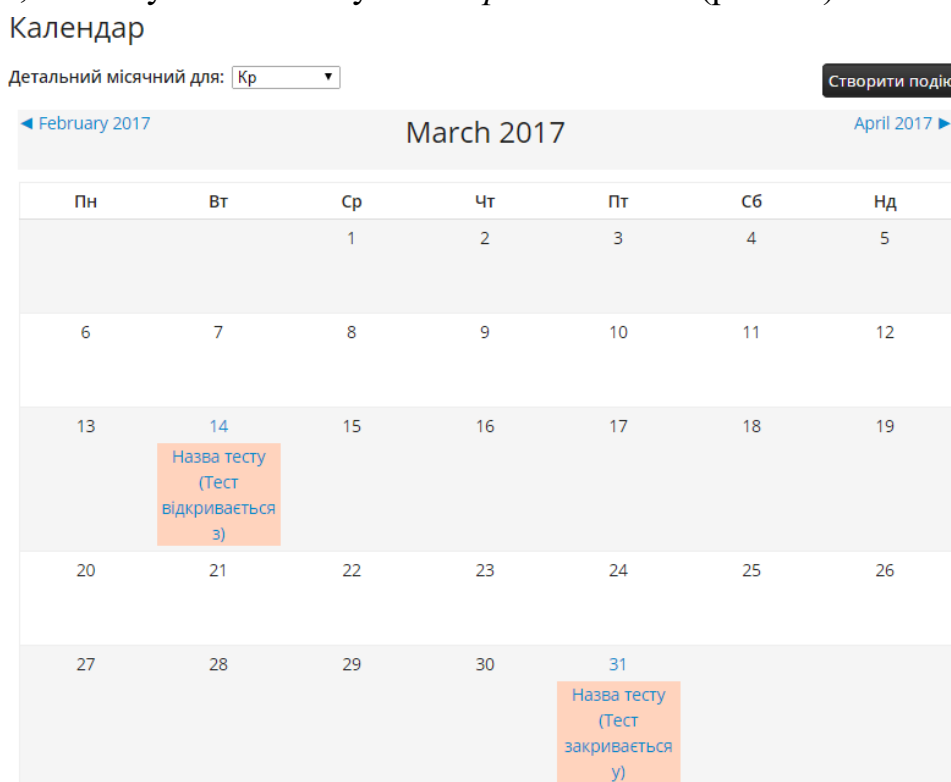 Календар
Детальний місячний для: Кр
Створити подію
◄ February 2017 March 2017 April 2017 ►
Пн Вт Ср Чт Пт Сб Нд
1 2 3 4 5
6 7 8 9 10 11 12
13 14 15 16 17 18 19
Назва тесту
(Тест
відкривається
з)
20 21 22 23 24 25 26
27 28 29 30 31
Назва тесту
(Тест
закривається
у)